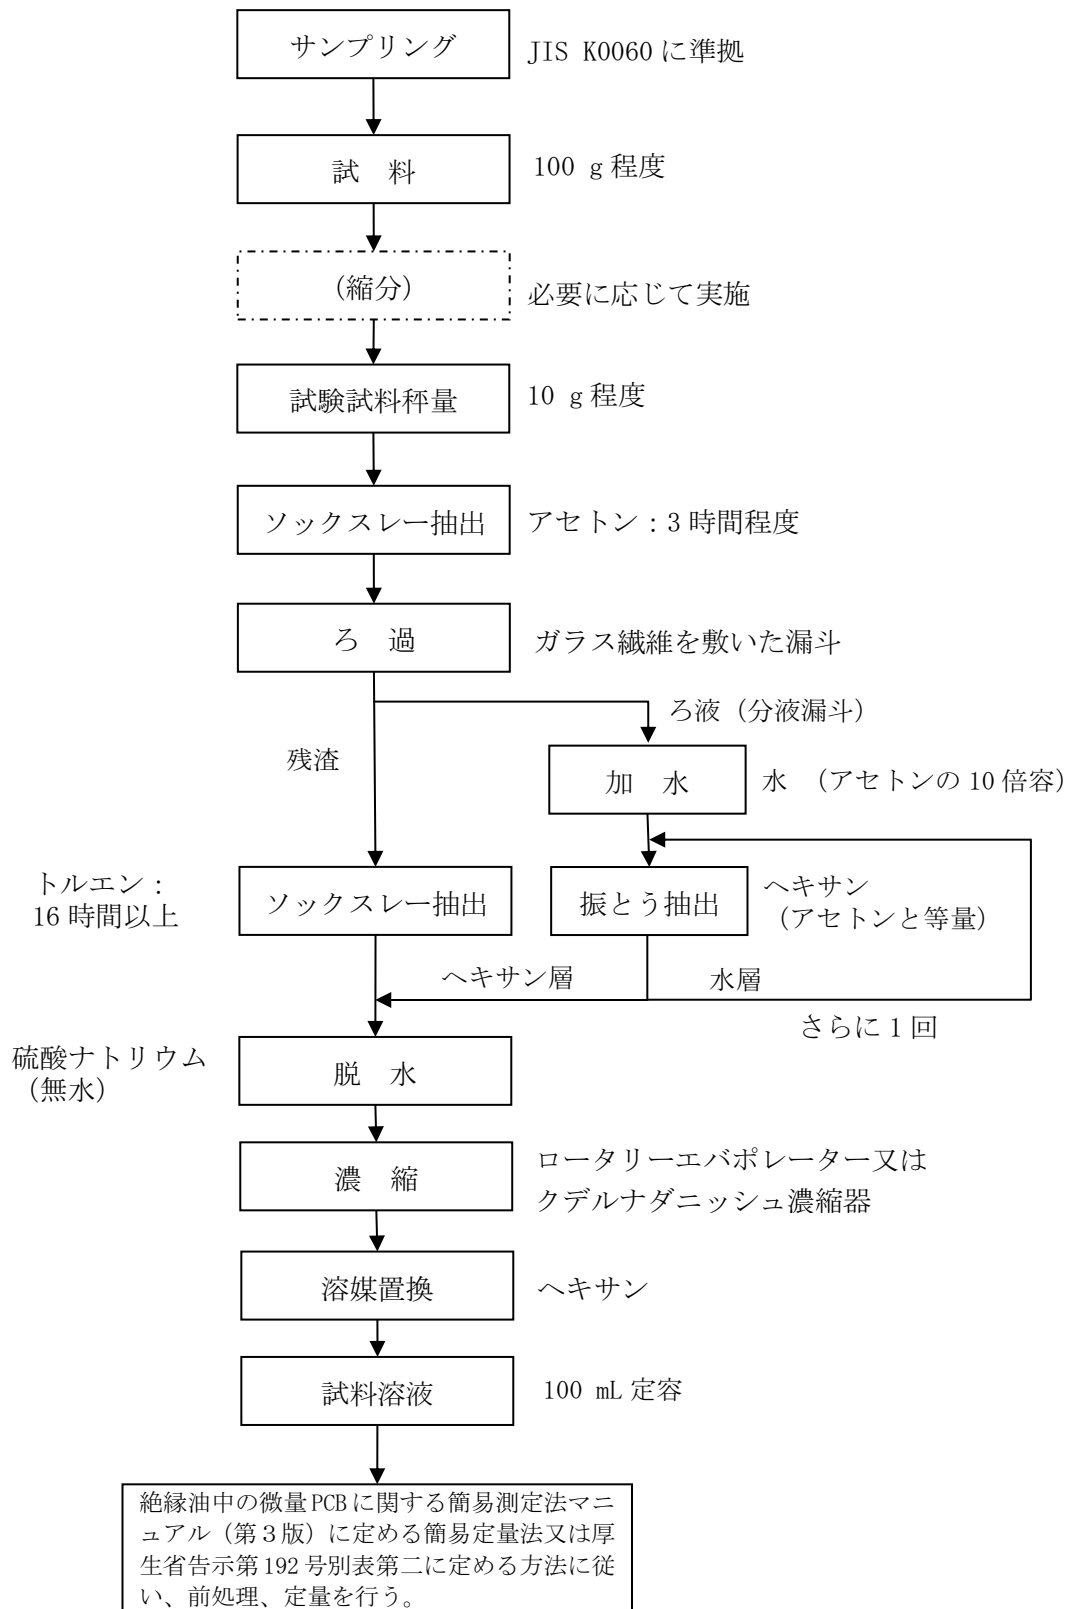 サンプリング
JIS K0060 に準拠
試　料
100 g 程度
(縮分)
必要に応じて実施
試験試料秤量
10 g 程度
ソックスレー抽出
アセトン：3 時間程度
ろ　過
ガラス繊維を敷いた漏斗
ろ液（分液漏斗）
残渣
加　水
水　（アセトンの 10 倍容）
トルエン：
16 時間以上
ソックスレー抽出
振とう抽出
ヘキサン
（アセトンと等量）
ヘキサン層
水層
さらに 1 回
硫酸ナトリウム
（無水）
脱　水
濃　縮
ロータリーエバポレーター又は
クデルナダニッシュ濃縮器
溶媒置換
ヘキサン
試料溶液
100 mL 定容
絶縁油中の微量 PCB に関する簡易測定法マニ
ュアル（第３版）に定める簡易定量法又は厚
生省告示第 192 号別表第二に定める方法に従
い、前処理、定量を行う。